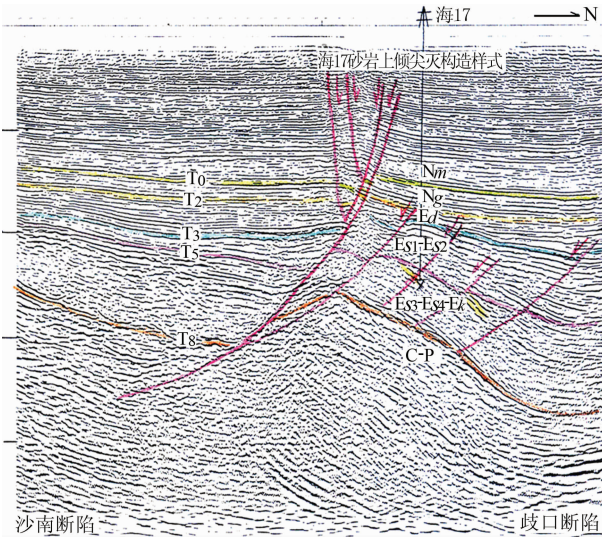 海17
N
海17砂岩上倾尖灭构造样式
T0
Nm
T2
Ng
Ed
T3
Es1-Es2
T5
Es3-Es4-Ek
T8
C-P
沙南断陷
歧口断陷